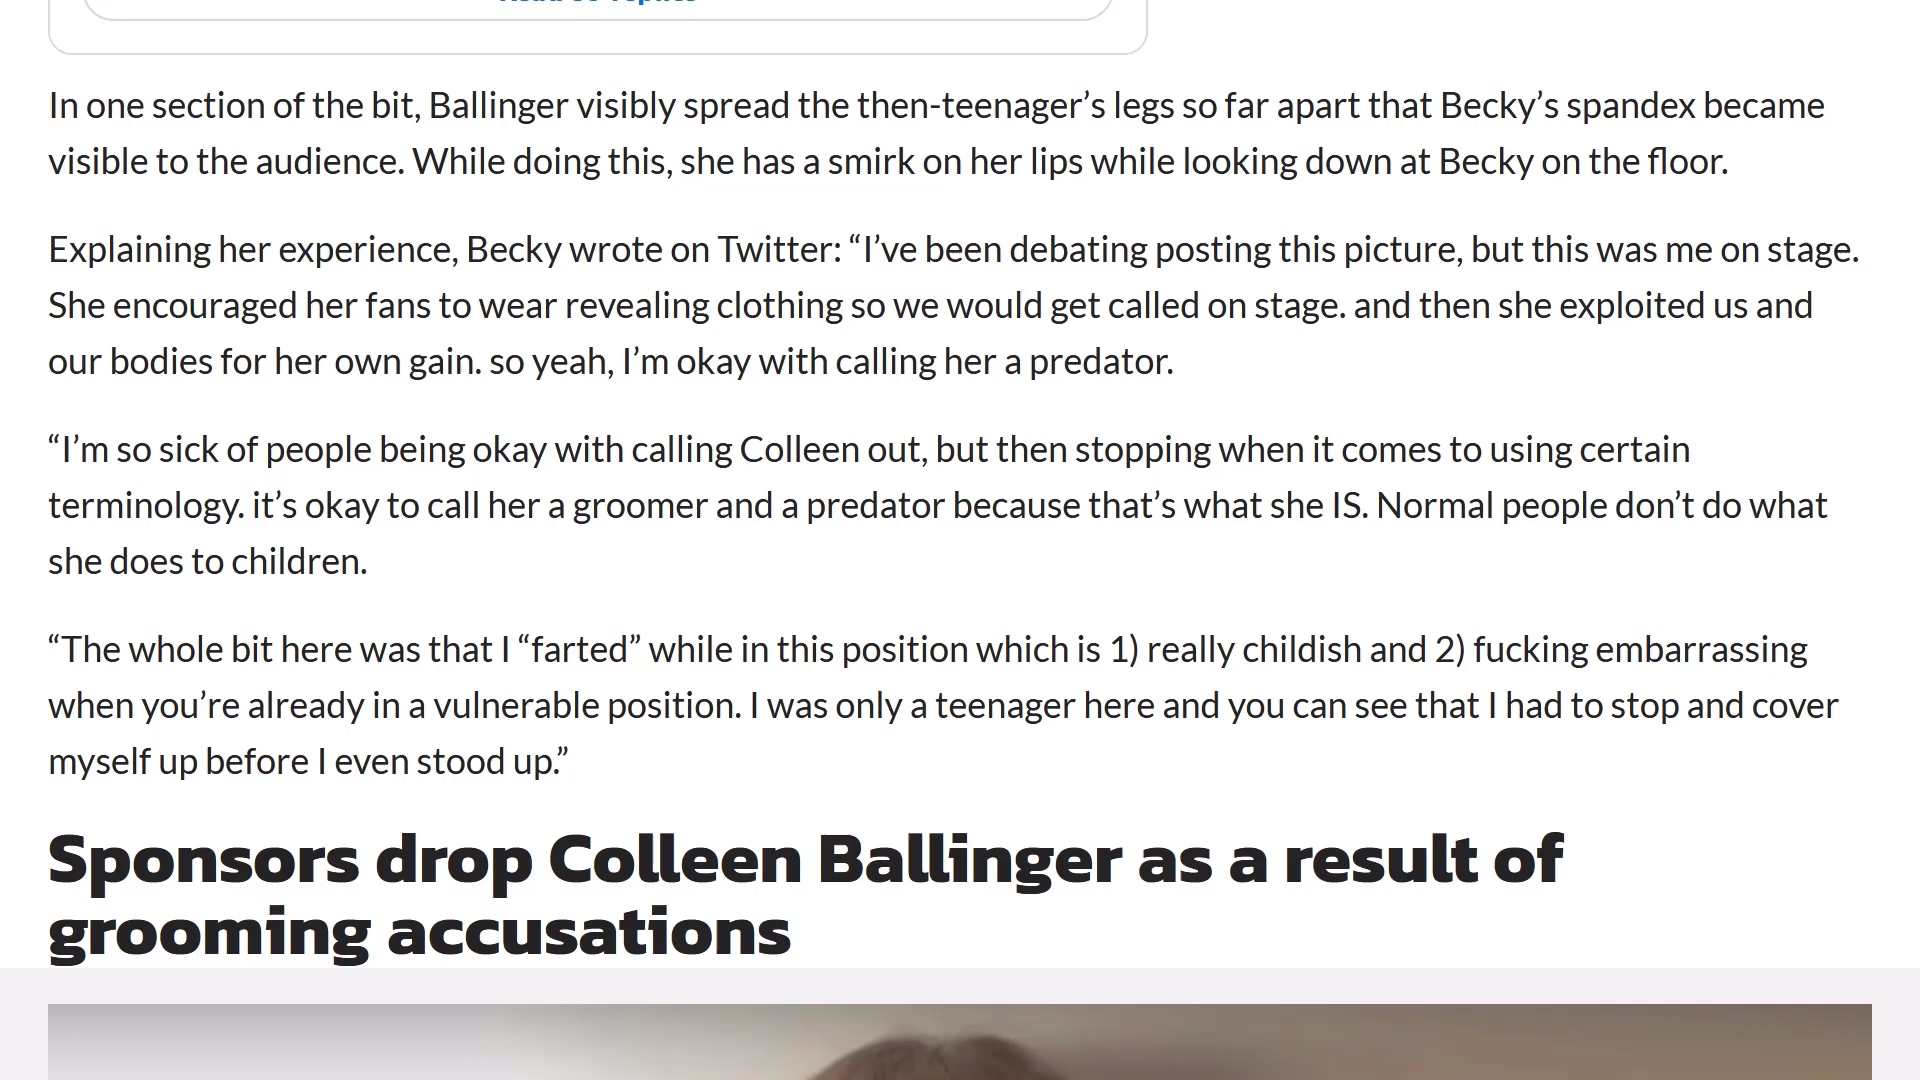 In one section of the bit, Ballinger visibly spread the then-teenager’s legs so far apart that Becky’s spandex became
visible to the audience. While doing this, she has a smirk on her lips while looking down at Becky on the floor.
Explaining her experience, Becky wrote on Twitter: “I’ve been debating posting this picture, but this was me on stage.
She encouraged her fans to wear revealing clothing so we would get called on stage. and then she exploited us and
our bodies for her own gain. so yeah, I’m okay with calling her a predator.
“I’m so sick of people being okay with calling Colleen out, but then stopping when it comes to using certain
terminology. it’s okay to call her a groomer and a predator because that’s what she IS. Normal people don’t do what
she does to children.
“The whole bit here was that I “farted” while in this position which is 1) really childish and 2) fucking embarrassing
when you’re already in a vulnerable position. I was only a teenager here and you can see that I had to stop and cover
myself up before I even stood up.”
Sponsors drop Colleen Ballinger as a result of
grooming accusations